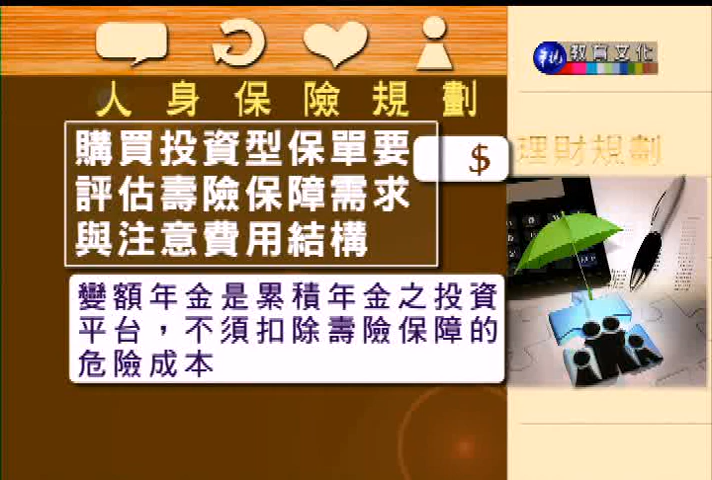 華視 教育文化
人身保險規劃
購買投資型保單要
評估壽險保障需求
與注意費用結構
$
理財規劃
變額年金是累積年金之投資
平台，不須扣除壽險保障的
危險成本